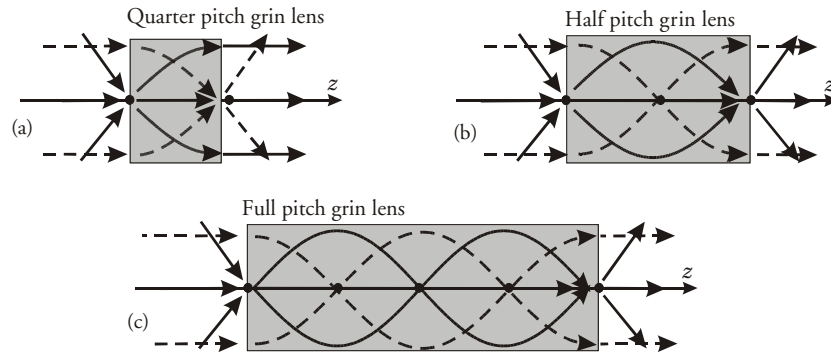 Quarter pitch grin lens
z
(a)
Half pitch grin lens
z
(b)
Full pitch grin lens
z
(c)